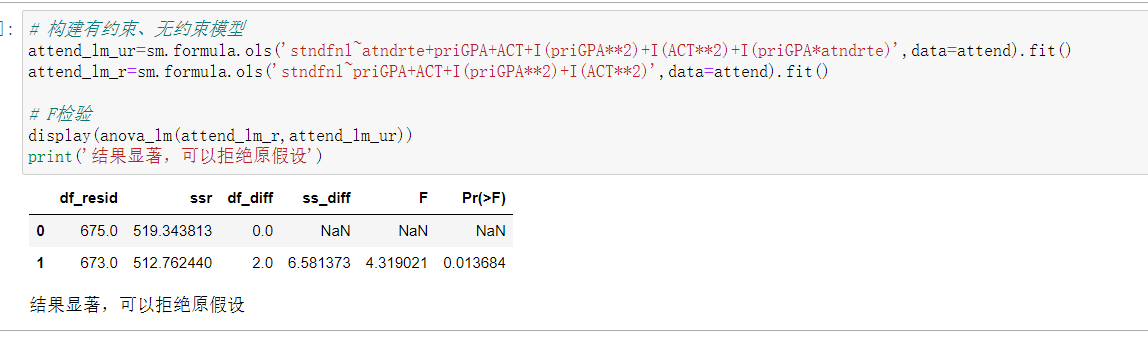 ]:
# 构建有约束、无约束模型
attend_lm_ur=sm.formula.ols('stndfnl~atndrte+priGPA+ACT+I(priGPA**2)+I(ACT**2)+I(priGPA*atndrte)',data=attend).fit()
attend_lm_r=sm.formula.ols('stndfnl~priGPA+ACT+I(priGPA**2)+I(ACT**2)',data=attend).fit()
# F检验
display(anova_lm(attend_lm_r,attend_lm_ur))
print('结果显著，可以拒绝原假设')
df_resid ssr df_diff ss_diff F Pr(>F)
0 675.0 519.343813 0.0 NaN NaN NaN
1 673.0 512.762440 2.0 6.581373 4.319021 0.013684
结果显著，可以拒绝原假设